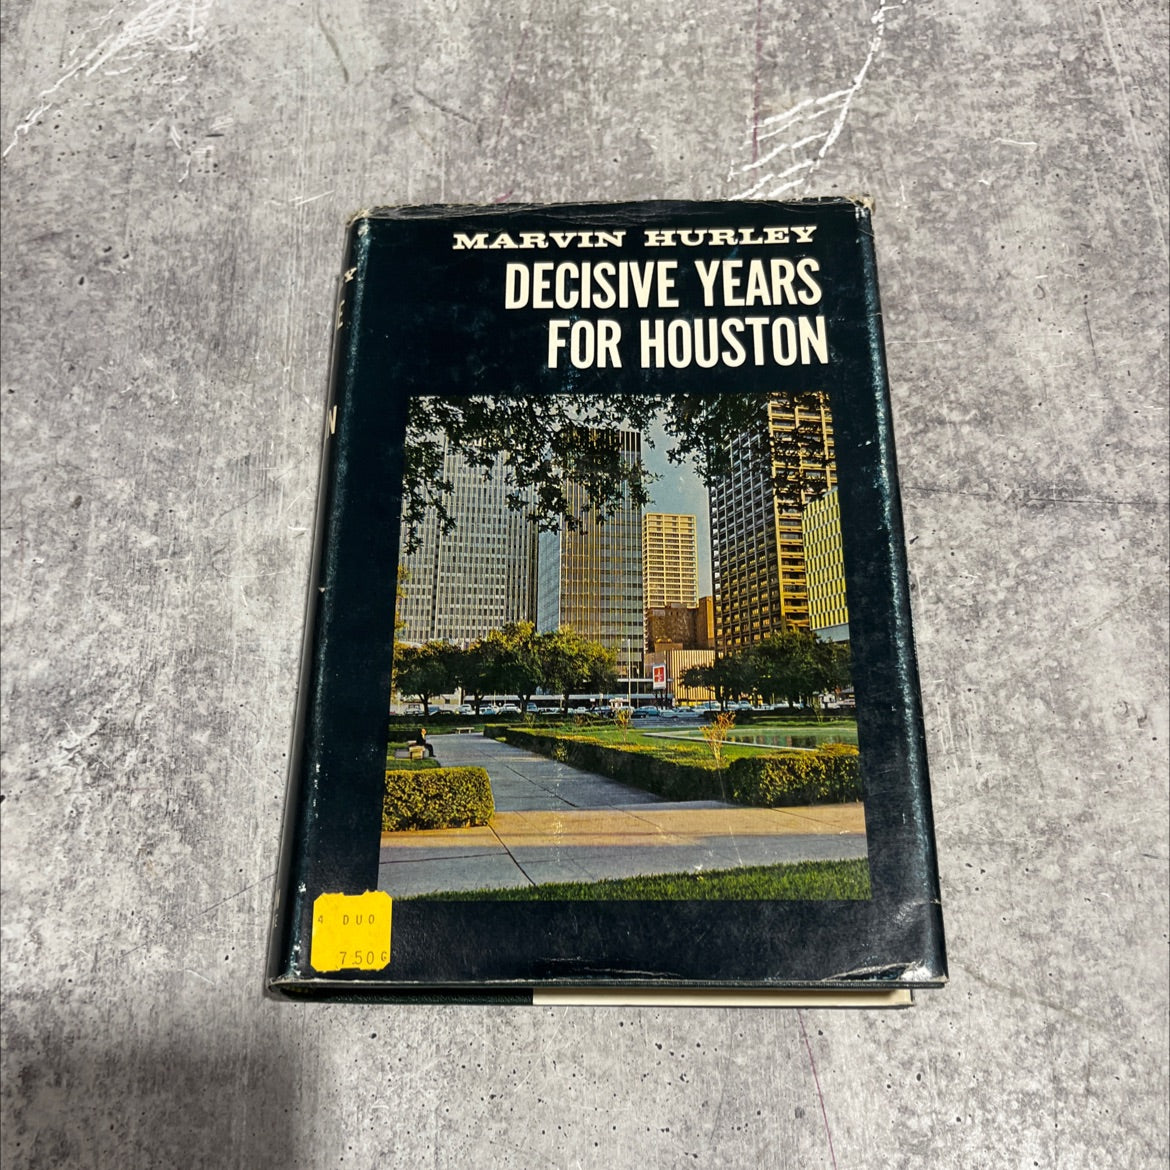 MARVIN HURLEY
DECISIVE YEARS
FOR HOUSTON
4 DUO
7.50 G